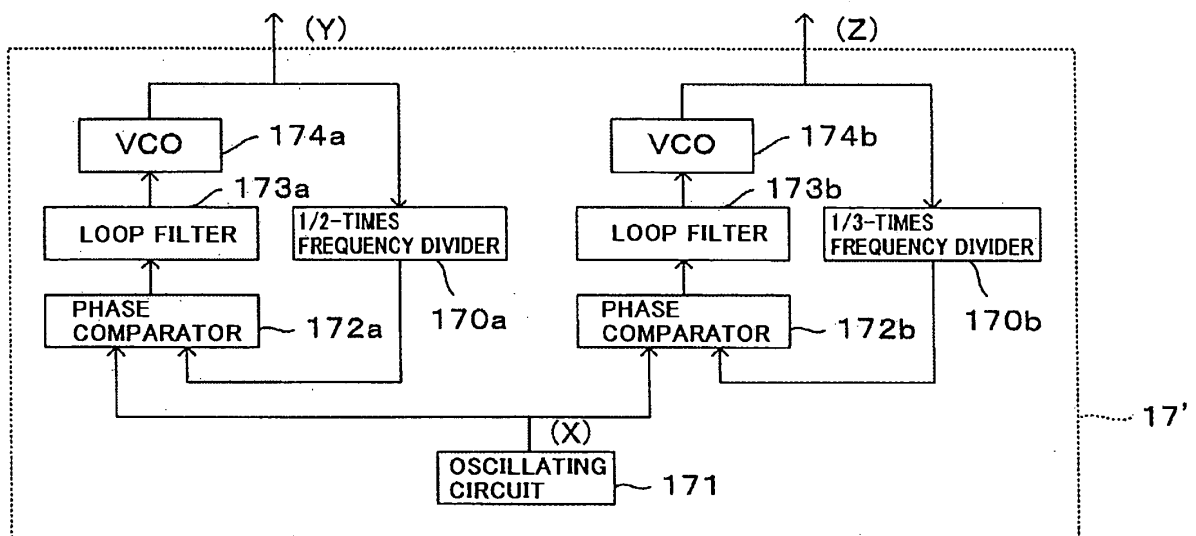 (Y)
(Z)
VCO
174a
VCO
174b
173a
173b
LOOP FILTER
1/2-TIMES
FREQUENCY DIVIDER
LOOP FILTER
1/3-TIMES
FREQUENCY DIVIDER
PHASE
COMPARATOR
172a
170a
PHASE
COMPARATOR
172b
170b
17'
(X)
OSCILLATING
CIRCUIT
171